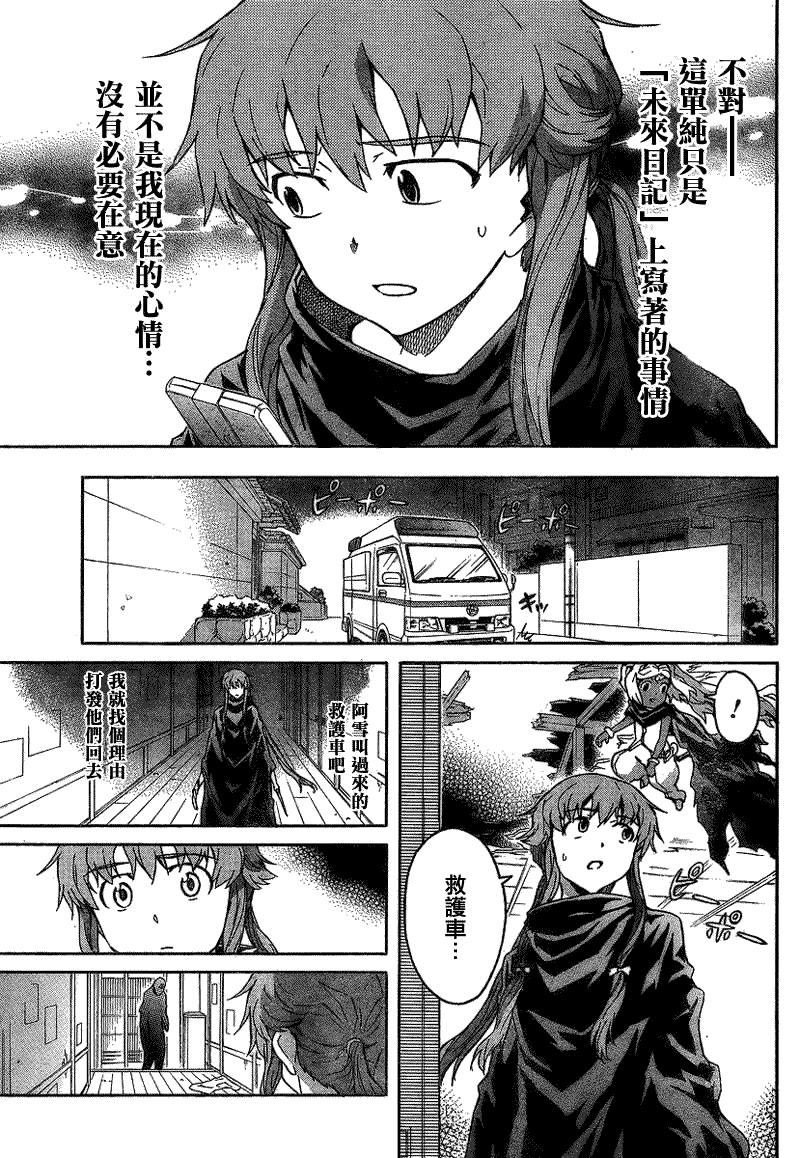 不對——
這單純只是
「未來日記」上寫著的事情
並不是我現在的心情…
沒有必要在意
ピーポー
ピーポー
キッ
！
ピーポー
救護車…
阿雪叫過來的
救護車吧
我就找個理由
打發他們回去